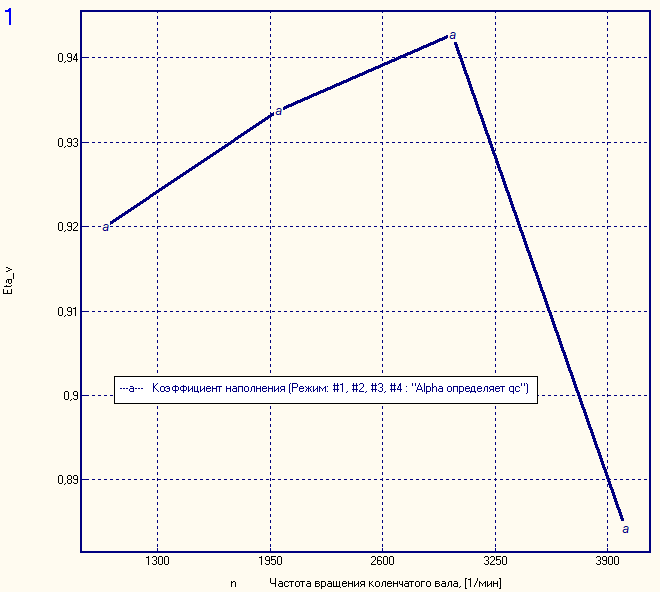 1
0,94
0,93
0,92
0,91
0,9
0,89
Eta_v
a
a
a
a
---a--- Коэффициент наполнения (Режим: #1, #2, #3, #4 : "Alpha определяет qc")
1300 1950 2600 3250 3900
n Частота вращения коленчатого вала, [1/мин]